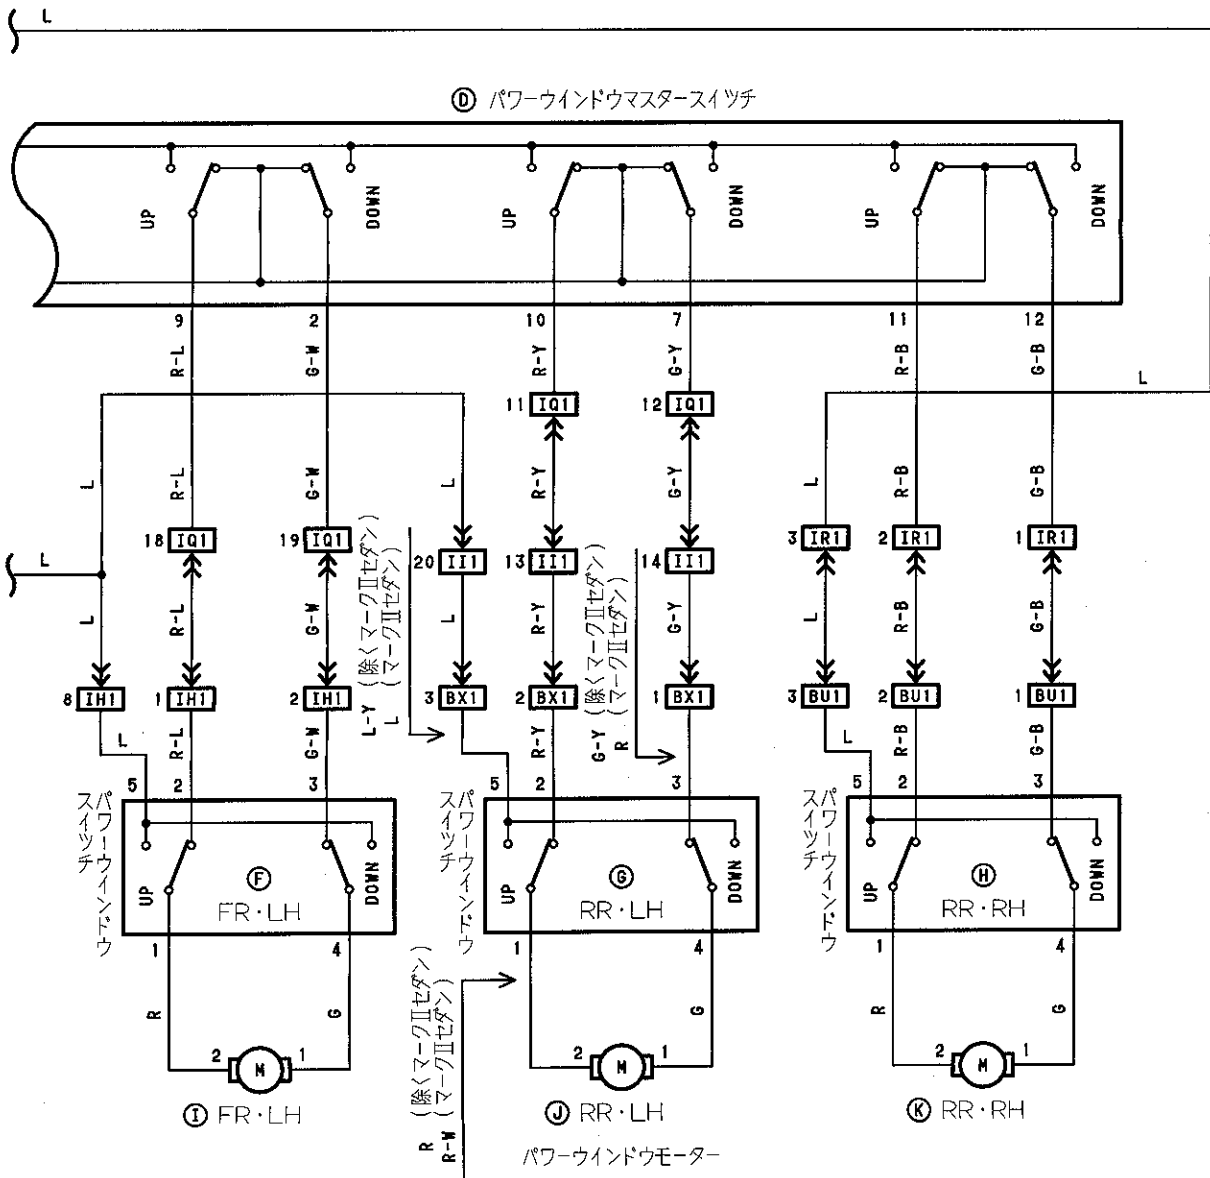 L
Ⓓ パワーウインドウマスタースイツチ
UP DOWN UP DOWN UP DOWN
9 2 10 7 11 12
R-L G-W R-Y G-Y R-B G-B
L
11 IQ1 12 IQ1
L R-L G-W L R-Y G-Y L R-B G-B
18 IQ1 19 IQ1 20 II1 13 II1 14 II1 3 IR1 2 IR1 1 IR1
L
L R-L G-W L R-Y G-Y L R-B G-B
L-Y (除くマークⅡセダン)
L (マークⅡセダン)
G-Y (除くマークⅡセダン)
R (マークⅡセダン)
8 IH1 1 IH1 2 IH1 3 BX1 2 BX1 1 BX1 3 BU1 2 BU1 1 BU1
L R-L G-W R-Y L R-B G-B
5 2 3 5 2 3 5 2 3
パワーウインドウ
スイツチ
UP Ⓕ DOWN
FR・LH
パワーウインドウ
スイツチ
UP Ⓖ DOWN
RR・LH
パワーウインドウ
スイツチ
UP Ⓗ DOWN
RR・RH
1 4 1 4 1 4
R G G R G
R (除くマークⅡセダン)
R-W (マークⅡセダン)
2 M 1 2 M 1 2 M 1
Ⓘ FR・LH Ⓙ RR・LH Ⓚ RR・RH
パワーウインドウモーター